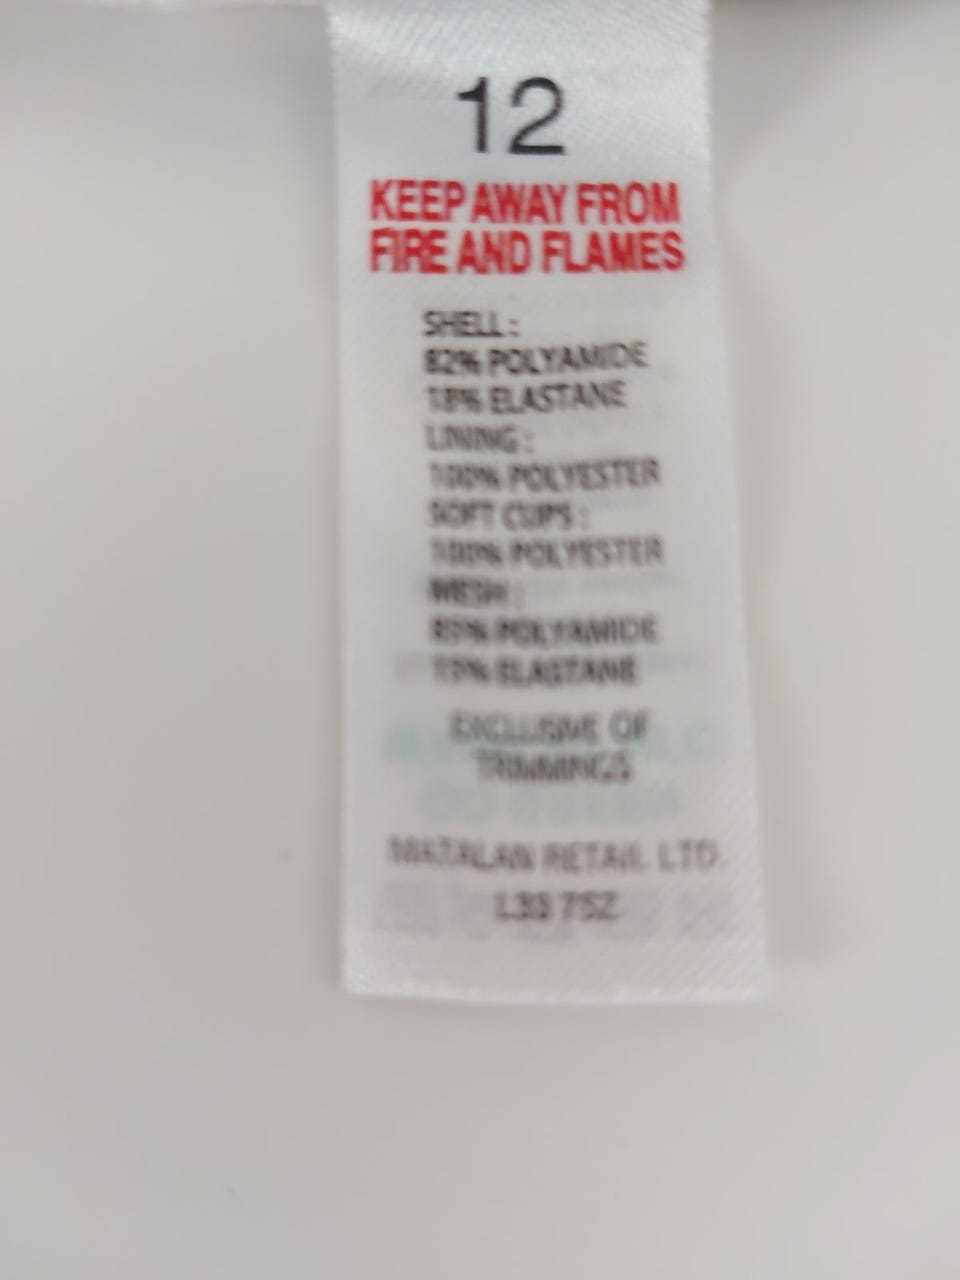 12
KEEP AWAY FROM
FIRE AND FLAMES
SHELL :
82% POLYAMIDE
18% ELASTANE
LINING :
100% POLYESTER
SOFT CUPS :
100% POLYESTER
MESH :
85% POLYAMIDE
15% ELASTANE
EXCLUSIVE OF
TRIMMINGS
MATALAN RETAIL LTD.
L33 7SZ